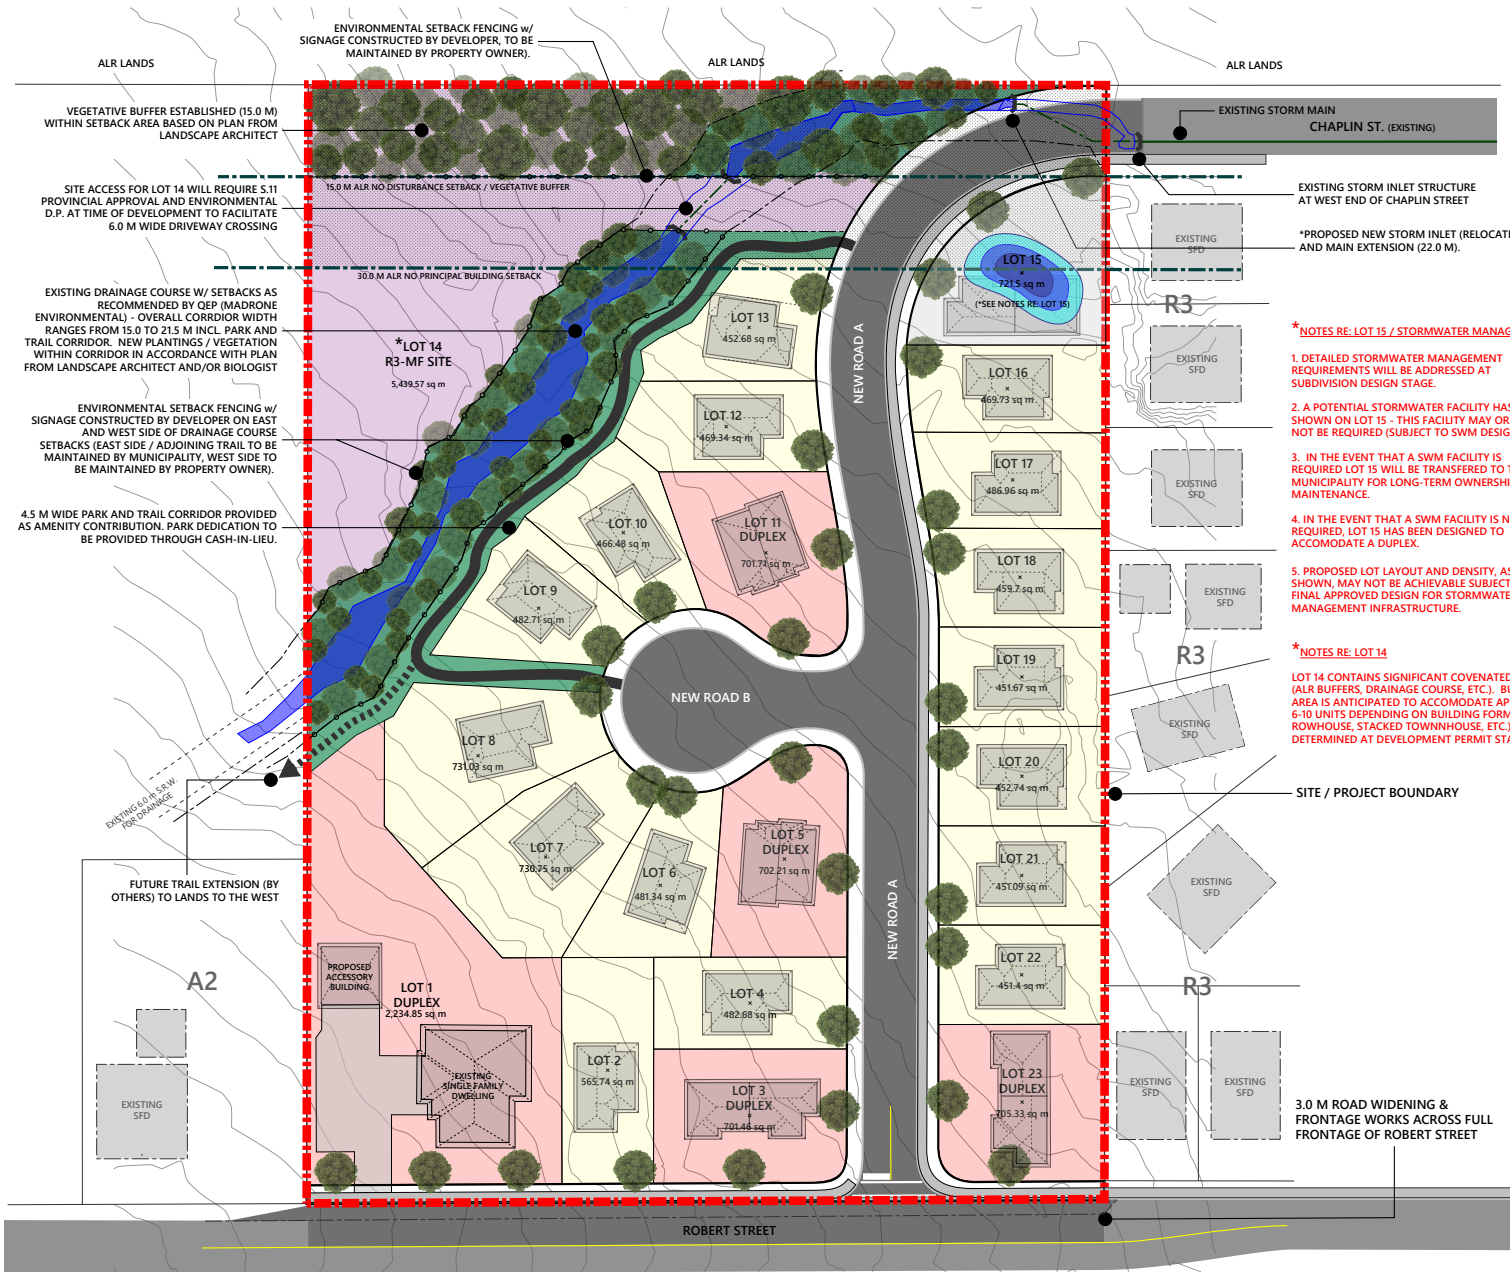 ENVIRONMENTAL SETBACK FENCING w/
SIGNAGE CONSTRUCTED BY DEVELOPER, TO BE
MAINTAINED BY PROPERTY OWNER).
ALR LANDS
ALR LANDS
ALR LANDS
VEGETATIVE BUFFER ESTABLISHED (15.0 M)
WITHIN SETBACK AREA BASED ON PLAN FROM
LANDSCAPE ARCHITECT
SITE ACCESS FOR LOT 14 WILL REQUIRE S.11
PROVINCIAL APPROVAL AND ENVIRONMENTAL
D.P. AT TIME OF DEVELOPMENT TO FACILITATE
6.0 M WIDE DRIVEWAY CROSSING
EXISTING DRAINAGE COURSE W/ SETBACKS AS
RECOMMENDED BY QEP (MADRONE
ENVIRONMENTAL) - OVERALL CORRDIOR WIDTH
RANGES FROM 15.0 TO 21.5 M INCL. PARK AND
TRAIL CORRIDOR. NEW PLANTINGS / VEGETATION
WITHIN CORRIDOR IN ACCORDANCE WITH PLAN
FROM LANDSCAPE ARCHITECT AND/OR BIOLOGIST
ENVIRONMENTAL SETBACK FENCING w/
SIGNAGE CONSTRUCTED BY DEVELOPER ON EAST
AND WEST SIDE OF DRAINAGE COURSE
SETBACKS (EAST SIDE / ADJOINING TRAIL TO BE
MAINTAINED BY MUNICIPALITY, WEST SIDE TO
BE MAINTAINED BY PROPERTY OWNER).
4.5 M WIDE PARK AND TRAIL CORRIDOR PROVIDED
AS AMENITY CONTRIBUTION. PARK DEDICATION TO
BE PROVIDED THROUGH CASH-IN-LIEU.
EXISTING 6.0 m S.R.W.
FOR DRAINAGE
FUTURE TRAIL EXTENSION (BY
OTHERS) TO LANDS TO THE WEST
A2
EXISTING
SFD
15.0 M ALR NO DISTURBANCE SETBACK / VEGETATIVE BUFFER
30.0 M ALR NO PRINCIPAL BUILDING SETBACK
*LOT 14
R3-MF SITE
5,439.57 sq m
LOT 13
452.68 sq m
LOT 12
469.34 sq m
LOT 11
DUPLEX
701.71 sq m
LOT 10
466.48 sq m
LOT 9
482.71 sq m
LOT 8
731.03 sq m
LOT 7
730.75 sq m
LOT 6
481.34 sq m
LOT 5
DUPLEX
702.21 sq m
LOT 4
482.68 sq m
LOT 3
DUPLEX
701.46 sq m
LOT 2
565.74 sq m
LOT 1
DUPLEX
2,234.85 sq m
PROPOSED
ACCESSORY
BUILDING
EXISTING
SINGLE FAMILY
DWELLING
NEW ROAD A
NEW ROAD B
NEW ROAD A
LOT 15
721.5 sq m
(*SEE NOTES RE: LOT 15)
LOT 16
469.73 sq m
LOT 17
486.96 sq m
LOT 18
459.7 sq m
LOT 19
451.67 sq m
LOT 20
452.74 sq m
LOT 21
451.09 sq m
LOT 22
451.4 sq m
LOT 23
DUPLEX
705.33 sq m
EXISTING STORM MAIN
CHAPLIN ST. (EXISTING)
EXISTING STORM INLET STRUCTURE
AT WEST END OF CHAPLIN STREET
*PROPOSED NEW STORM INLET (RELOCATI
AND MAIN EXTENSION (22.0 M).
EXISTING
SFD
R3
EXISTING
SFD
EXISTING
SFD
EXISTING
SFD
R3
EXISTING
SFD
EXISTING
SFD
R3
EXISTING
SFD
EXISTING
SFD
*NOTES RE: LOT 15 / STORMWATER MANAG
1. DETAILED STORMWATER MANAGEMENT
REQUIREMENTS WILL BE ADDRESSED AT
SUBDIVISION DESIGN STAGE.
2. A POTENTIAL STORMWATER FACILITY HAS
SHOWN ON LOT 15 - THIS FACILITY MAY OR
NOT BE REQUIRED (SUBJECT TO SWM DESIG
3. IN THE EVENT THAT A SWM FACILITY IS
REQUIRED LOT 15 WILL BE TRANSFERED TO T
MUNICIPALITY FOR LONG-TERM OWNERSHI
MAINTENANCE.
4. IN THE EVENT THAT A SWM FACILITY IS N
REQUIRED, LOT 15 HAS BEEN DESIGNED TO
ACCOMODATE A DUPLEX.
5. PROPOSED LOT LAYOUT AND DENSITY, AS
SHOWN, MAY NOT BE ACHIEVABLE SUBJECT
FINAL APPROVED DESIGN FOR STORMWATE
MANAGEMENT INFRASTRUCTURE.
*NOTES RE: LOT 14
LOT 14 CONTAINS SIGNIFICANT COVENATED
(ALR BUFFERS, DRAINAGE COURSE, ETC.). BU
AREA IS ANTICIPATED TO ACCOMODATE AP
6-10 UNITS DEPENDING ON BUILDING FORM
ROWHOUSE, STACKED TOWNNHOUSE, ETC.)
DETERMINED AT DEVELOPMENT PERMIT STA
SITE / PROJECT BOUNDARY
3.0 M ROAD WIDENING &
FRONTAGE WORKS ACROSS FULL
FRONTAGE OF ROBERT STREET
ROBERT STREET